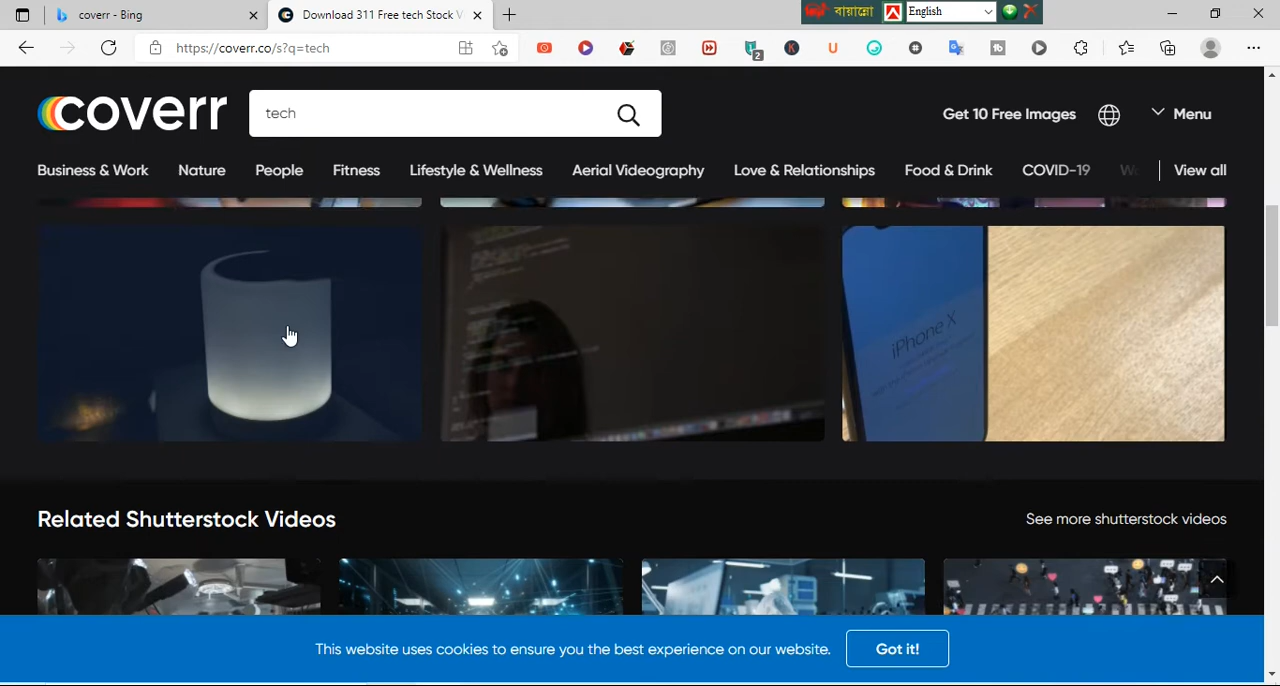 coverr - Bing
Download 311 Free tech Stock V
বায়ান্নো
English
https://coverr.co/s?q=tech
2
coverr
tech
Get 10 Free Images
Menu
Business & Work
Nature
People
Fitness
Lifestyle & Wellness
Aerial Videography
Love & Relationships
Food & Drink
COVID-19
View all
iPhone X
Related Shutterstock Videos
See more shutterstock videos
This website uses cookies to ensure you the best experience on our website.
Got it!